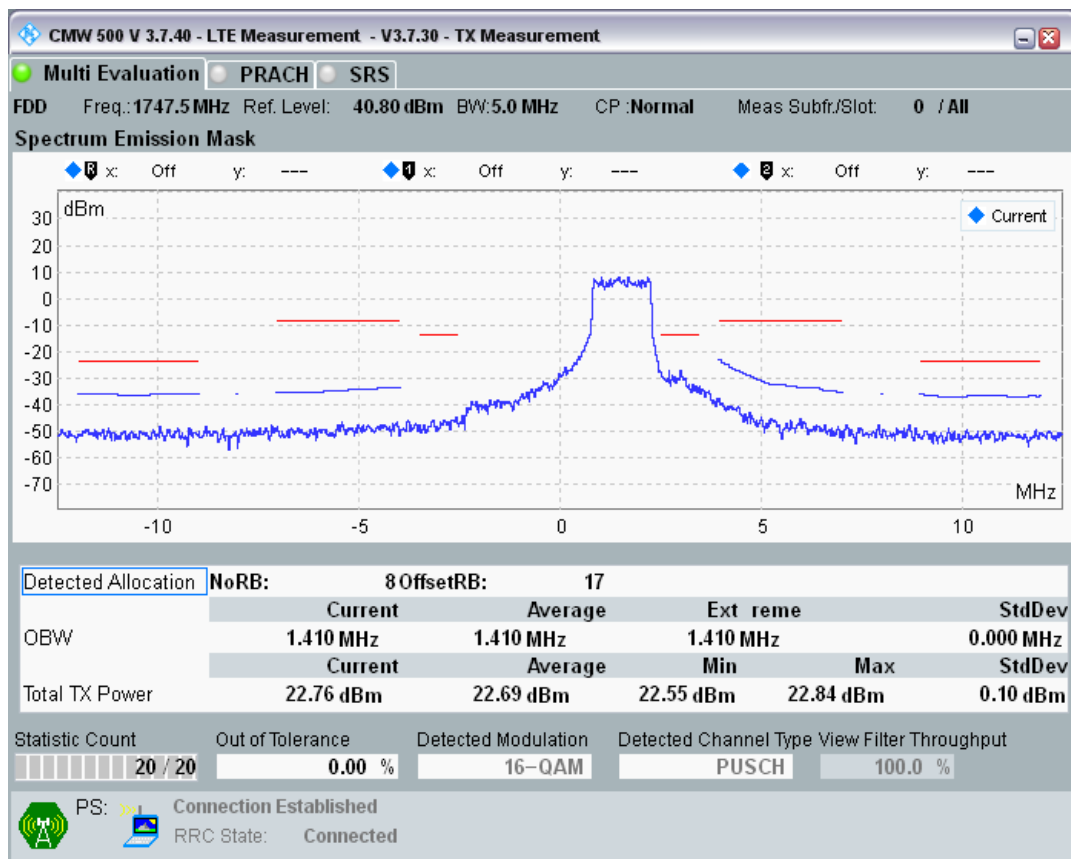 CMW 500 V 3.7.40 - LTE Measurement - V3.7.30 - TX Measurement
Multi Evaluation PRACH SRS
FDD Freq.: 1747.5 MHz Ref. Level: 40.80 dBm BW: 5.0 MHz CP : Normal Meas Subfr./Slot: 0 / All
Spectrum Emission Mask
R x: Off y: --- 1 x: Off y: --- 2 x: Off y: ---
dBm
Current
30
20
10
0
-10
-20
-30
-40
-50
-60
-70
MHz
-10 -5 0 5 10
Detected Allocation NoRB: 8 OffsetRB: 17
Current Average Ext reme StdDev
OBW 1.410 MHz 1.410 MHz 1.410 MHz 0.000 MHz
Current Average Min Max StdDev
Total TX Power 22.76 dBm 22.69 dBm 22.55 dBm 22.84 dBm 0.10 dBm
Statistic Count Out of Tolerance Detected Modulation Detected Channel Type View Filter Throughput
20 / 20 0.00 % 16-QAM PUSCH 100.0 %
PS: Connection Established
RRC State: Connected